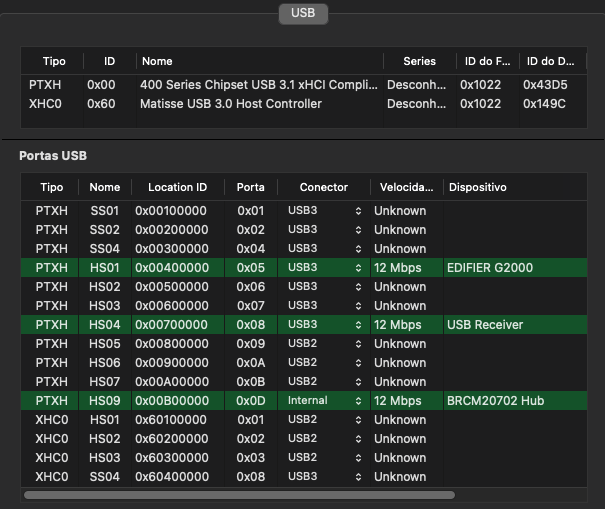 USB
Tipo ID Nome Series ID do F... ID do D...
PTXH 0x00 400 Series Chipset USB 3.1 xHCI Compli... Desconh... 0x1022 0x43D5
XHC0 0x60 Matisse USB 3.0 Host Controller Desconh... 0x1022 0x149C
Portas USB
Tipo Nome Location ID Porta Conector Velocida... Dispositivo
PTXH SS01 0x00100000 0x01 USB3 Unknown
PTXH SS02 0x00200000 0x02 USB3 Unknown
PTXH SS04 0x00300000 0x04 USB3 Unknown
PTXH HS01 0x00400000 0x05 USB3 12 Mbps EDIFIER G2000
PTXH HS02 0x00500000 0x06 USB3 Unknown
PTXH HS03 0x00600000 0x07 USB3 Unknown
PTXH HS04 0x00700000 0x08 USB3 12 Mbps USB Receiver
PTXH HS05 0x00800000 0x09 USB2 Unknown
PTXH HS06 0x00900000 0x0A USB2 Unknown
PTXH HS07 0x00A00000 0x0B USB2 Unknown
PTXH HS09 0x00B00000 0x0D Internal 12 Mbps BRCM20702 Hub
XHC0 HS01 0x60100000 0x01 USB2 Unknown
XHC0 HS02 0x60200000 0x02 USB2 Unknown
XHC0 HS03 0x60300000 0x03 USB2 Unknown
XHC0 SS04 0x60400000 0x08 USB3 Unknown